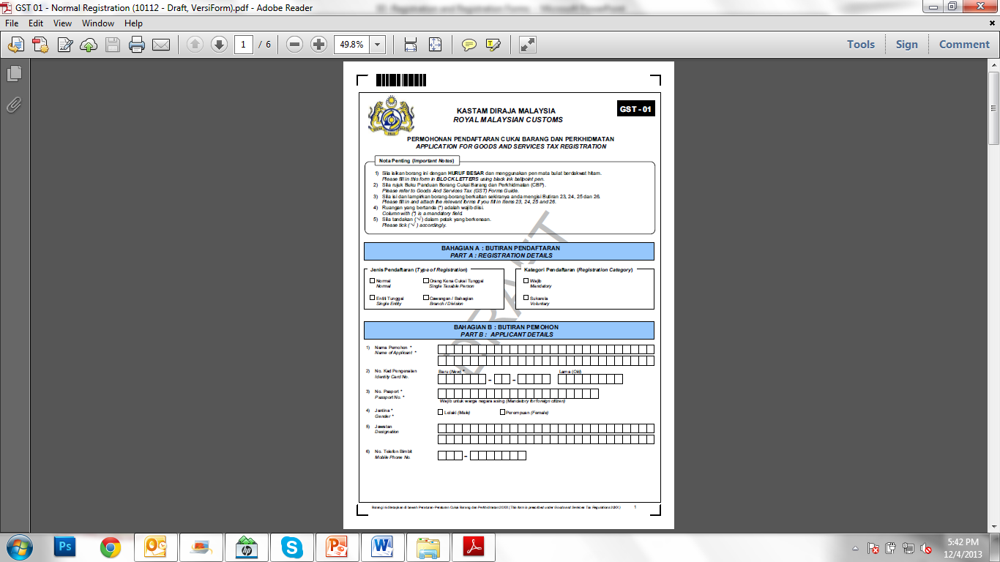 GST 01 - Normal Registration (10112 - Draft, VersiForm).pdf - Adobe Reader
File Edit View Window Help
1 / 6 49.8% Tools Sign Comment
KASTAM DIRAJA MALAYSIA
ROYAL MALAYSIAN CUSTOMS
GST - 01
PERMOHONAN PENDAFTARAN CUKAI BARANG DAN PERKHIDMATAN
APPLICATION FOR GOODS AND SERVICES TAX REGISTRATION
Nota Penting (Important Notes)
1) Sila isikan borang ini dengan HURUF BESAR dan menggunakan pen mata bulat berdakwat hitam.
Please fill in this form in BLOCK LETTERS using black ink ballpoint pen.
2) Sila rujuk Buku Panduan Borang Cukai Barang dan Perkhidmatan (CBP).
Please refer to Goods And Services Tax (GST) Forms Guide.
3) Sila isi dan lampirkan borang-borang berkaitan sekiranya anda mengisi Butiran 23, 24, 25 dan 26.
Please fill in and attach the relevant forms if you fill in Items 23, 24, 25 and 26.
4) Ruangan yang bertanda (*) adalah wajib diisi.
Column with (*) is a mandatory field.
5) Sila tandakan (√) dalam petak yang berkenaan.
Please tick (√) accordingly.
DRAFT
BAHAGIAN A : BUTIRAN PENDAFTARAN
PART A : REGISTRATION DETAILS
Jenis Pendaftaran (Type of Registration)
Normal
Normal
Orang Kena Cukai Tunggal
Single Taxable Person
Entiti Tunggal
Single Entity
Cawangan / Bahagian
Branch / Division
Kategori Pendaftaran (Registration Category)
Wajib
Mandatory
Sukarela
Voluntary
BAHAGIAN B : BUTIRAN PEMOHON
PART B : APPLICANT DETAILS
1) Nama Pemohon *
Name of Applicant *
2) No. Kad Pengenalan
Identity Card No.
Baru (New) *
Lama (Old)
3) No. Pasport *
Passport No. *
Wajib untuk warga negara asing (Mandatory for foreign citizen)
4) Jantina *
Gender *
Lelaki (Male)
Perempuan (Female)
5) Jawatan
Designation
6) No. Telefon Bimbit
Mobile Phone No.
Borang ini ditetapkan di bawah Peraturan-Peraturan Cukai Barang dan Perkhidmatan 20XX (This form is prescribed under Goods and Services Tax Regulations 20XX) 1
5:42 PM
12/4/2013